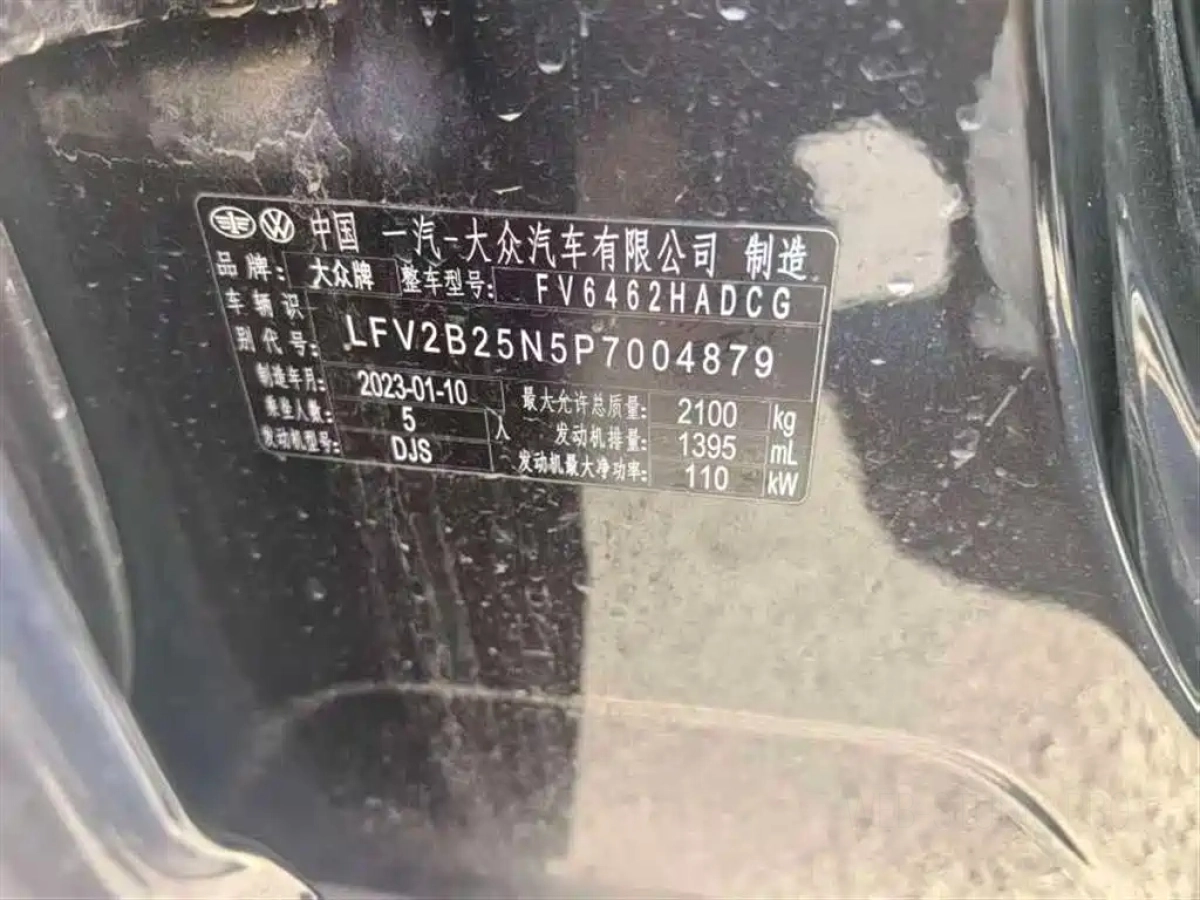 中国 一汽-大众汽车有限公司 制造
品牌: 大众牌 整车型号: FV6462HADCG
车辆识别代号: LFV2B25N5P7004879
制造年月: 2023-01-10 最大允许总质量: 2100 kg
乘坐人数: 5 人 发动机排量: 1395 mL
发动机型号: DJS 发动机最大净功率: 110 kW